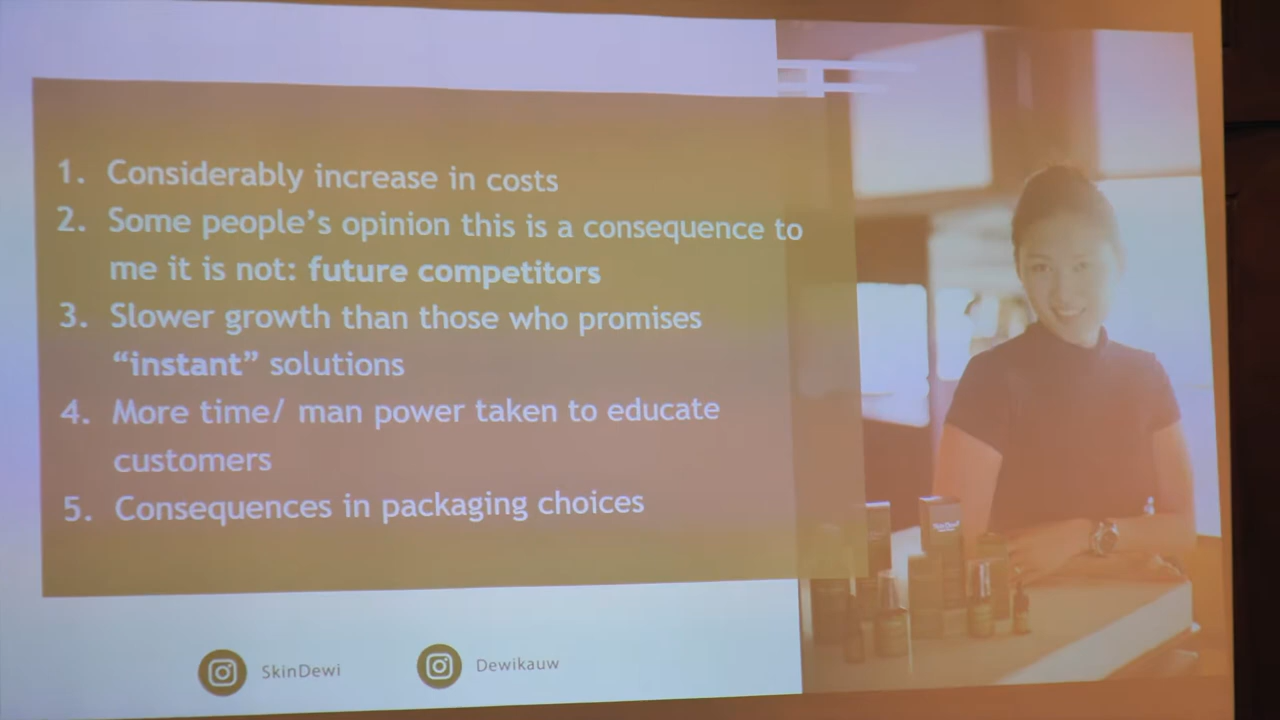 1. Considerably increase in costs
2. Some people's opinion this is a consequence to
me it is not: future competitors
3. Slower growth than those who promises
“instant” solutions
4. More time/ man power taken to educate
customers
5. Consequences in packaging choices
SkinDewi
Dewikauw
SkinDewi